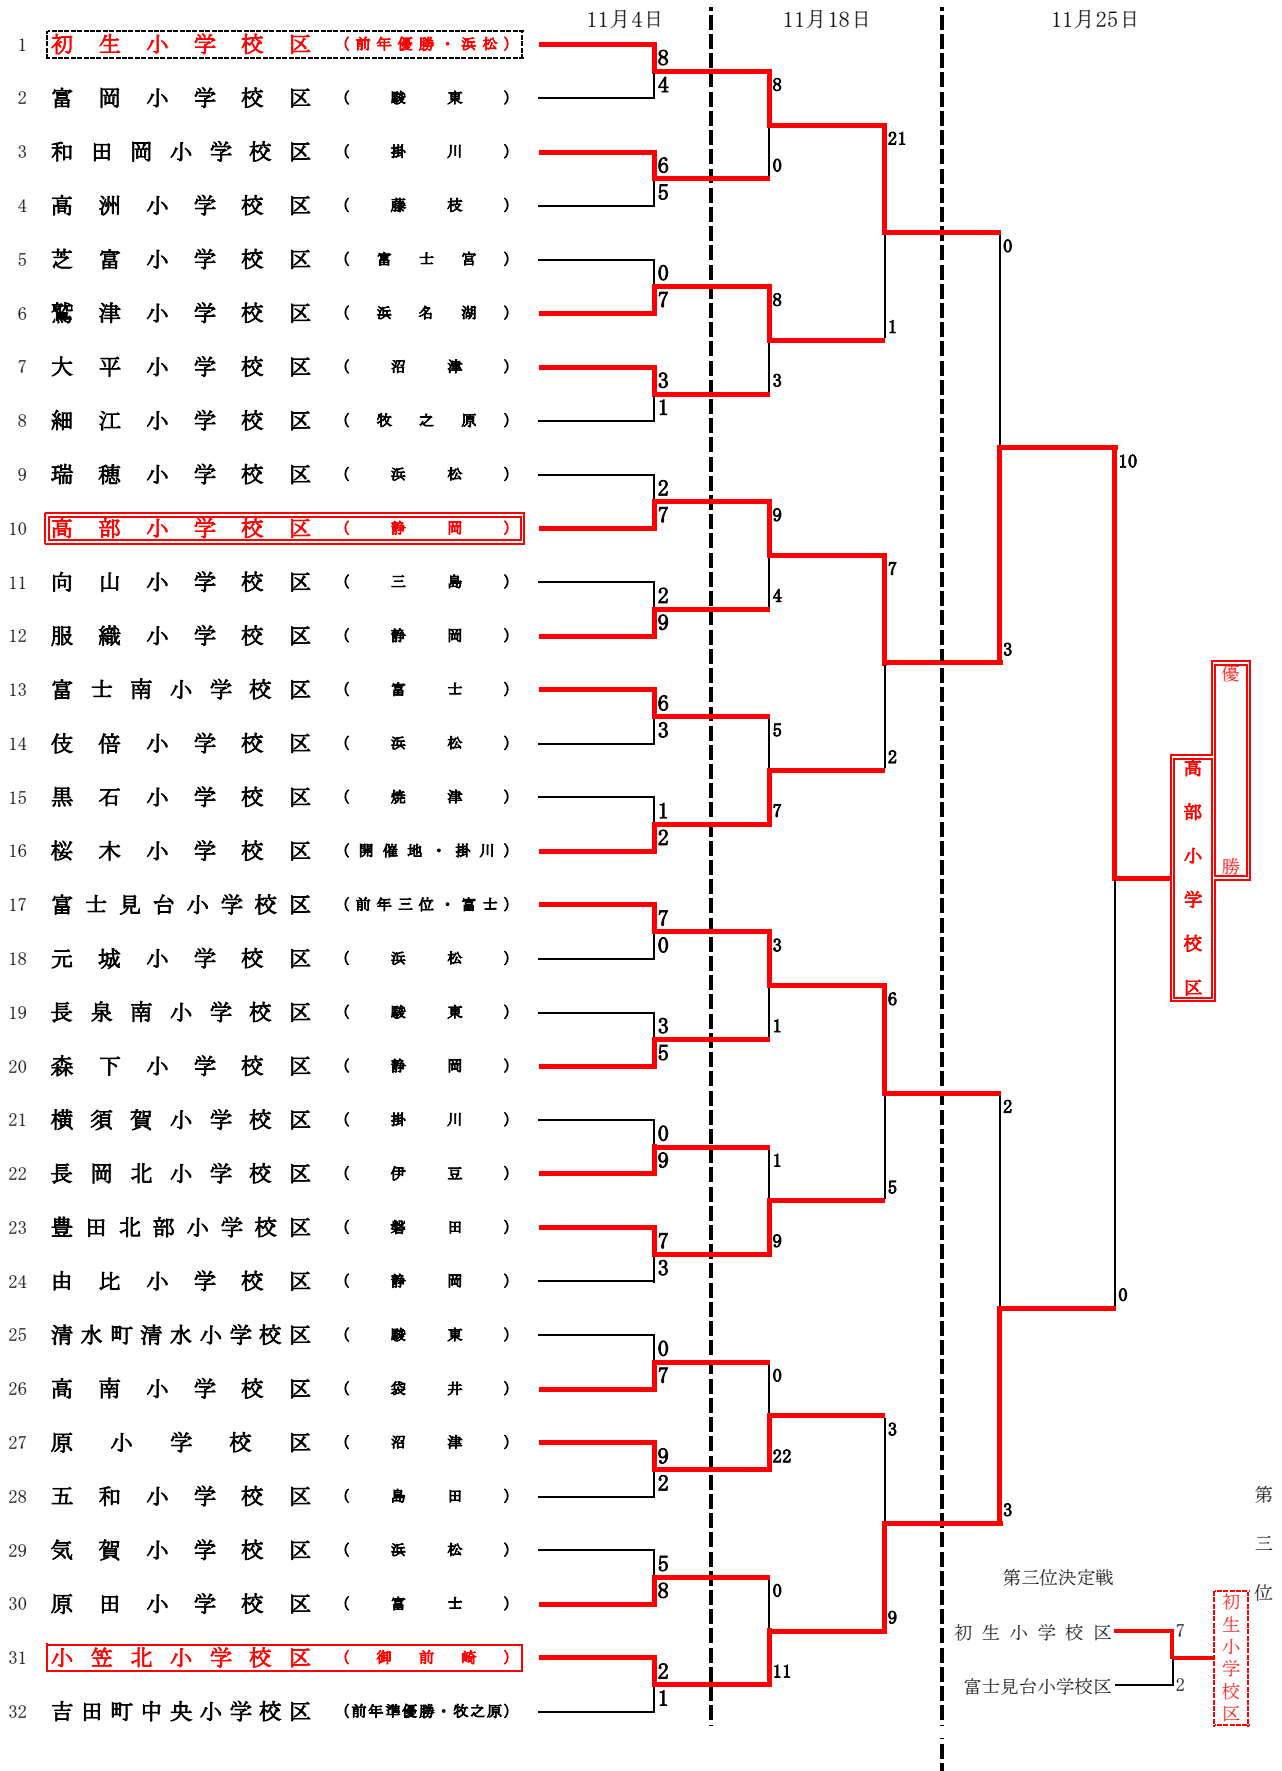 11月4日 11月18日 11月25日
1 初生小学校区 (前年優勝・浜松)
2 富岡小学校区 (駿東)
3 和田岡小学校区 (掛川)
4 高洲小学校区 (藤枝)
5 芝富小学校区 (富士宮)
6 鷲津小学校区 (浜名湖)
7 大平小学校区 (沼津)
8 細江小学校区 (牧之原)
9 瑞穂小学校区 (浜松)
10 高部小学校区 (静岡)
11 向山小学校区 (三島)
12 服織小学校区 (静岡)
13 富士南小学校区 (富士)
14 伎倍小学校区 (浜松)
15 黒石小学校区 (焼津)
16 桜木小学校区 (開催地・掛川)
17 富士見台小学校区 (前年三位・富士)
18 元城小学校区 (浜松)
19 長泉南小学校区 (駿東)
20 森下小学校区 (静岡)
21 横須賀小学校区 (掛川)
22 長岡北小学校区 (伊豆)
23 豊田北部小学校区 (磐田)
24 由比小学校区 (静岡)
25 清水町清水小学校区 (駿東)
26 高南小学校区 (袋井)
27 原小学校区 (沼津)
28 五和小学校区 (島田)
29 気賀小学校区 (浜松)
30 原田小学校区 (富士)
31 小笠北小学校区 (御前崎)
32 吉田町中央小学校区 (前年準優勝・牧之原)
8
4
6
5
0
7
3
1
2
7
2
9
6
3
1
2
7
0
3
5
0
9
7
3
0
7
9
2
5
8
2
1
8
0
8
3
9
4
5
7
3
1
1
9
0
22
0
11
21
1
7
2
6
5
3
9
0
3
2
3
10
0
優勝
高部小学校区
第三位決定戦
初生小学校区 7
富士見台小学校区 2
初生小学校区
第三位